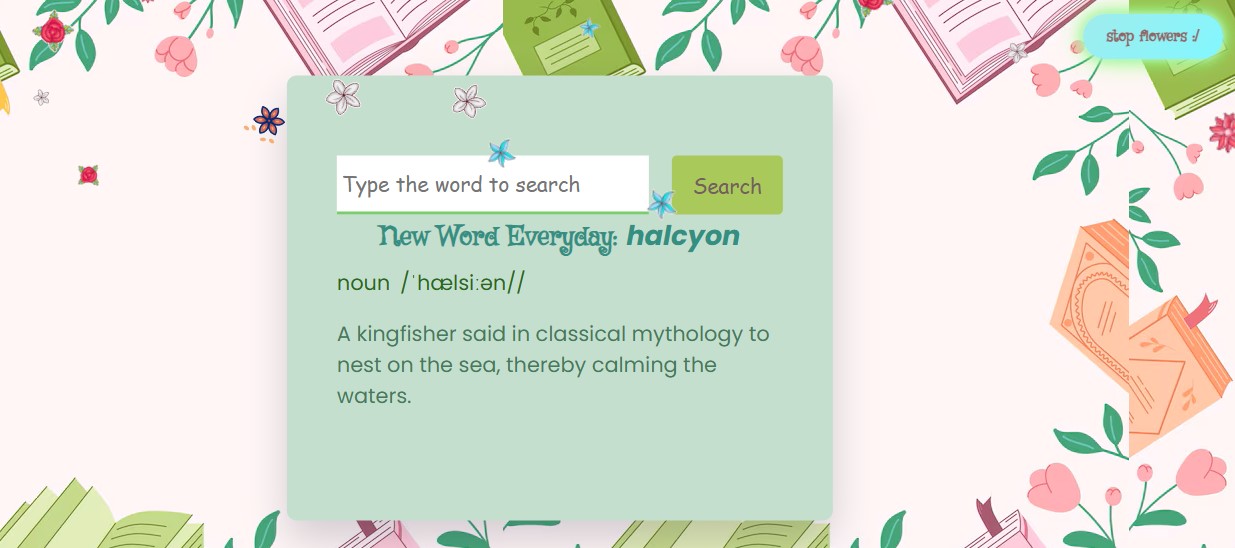 stop flowers :/
Type the word to search
Search
New Word Everyday: halcyon
noun /ˈhælsiːən//
A kingfisher said in classical mythology to
nest on the sea, thereby calming the
waters.